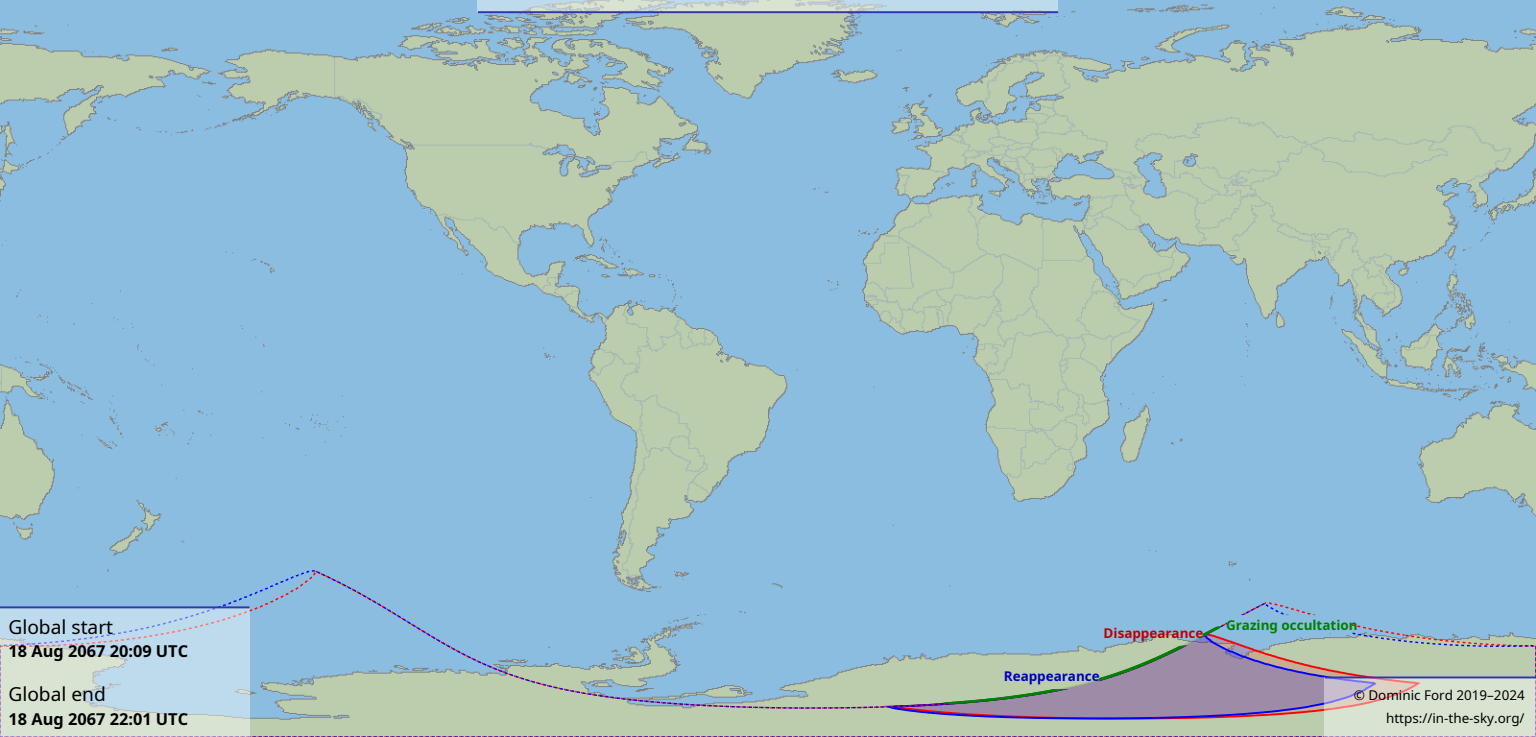 Grazing occultation
Disappearance
Reappearance
Global start
18 Aug 2067 20:09 UTC
Global end
18 Aug 2067 22:01 UTC
© Dominic Ford 2019–2024
https://in-the-sky.org/